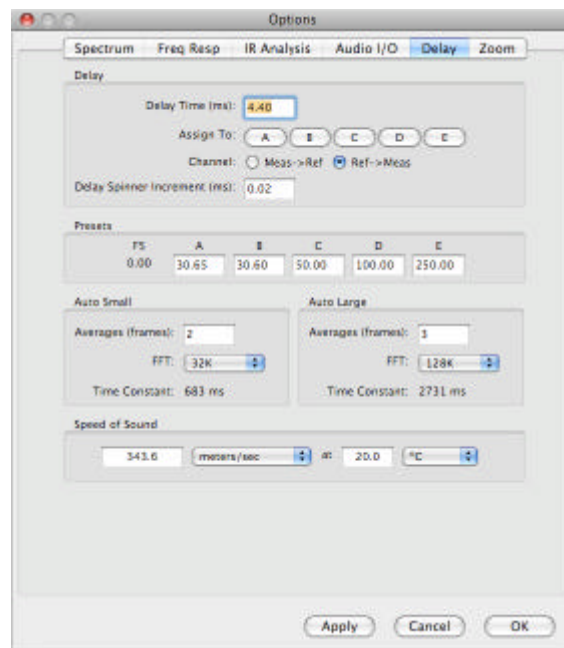 Options
Spectrum Freq Resp IR Analysis Audio I/O Delay Zoom
Delay
Delay Time (ms): 4.40
Assign To: A B C D E
Channel: Meas->Ref Ref->Meas
Delay Spinner Increment (ms): 0.02
Presets
FS A B C D E
0.00 30.65 30.60 50.00 100.00 250.00
Auto Small Auto Large
Averages (frames): 2 Averages (frames): 3
FFT: 32K FFT: 128K
Time Constant: 683 ms Time Constant: 2731 ms
Speed of Sound
343.6 meters/sec at 20.0 °C
Apply Cancel OK